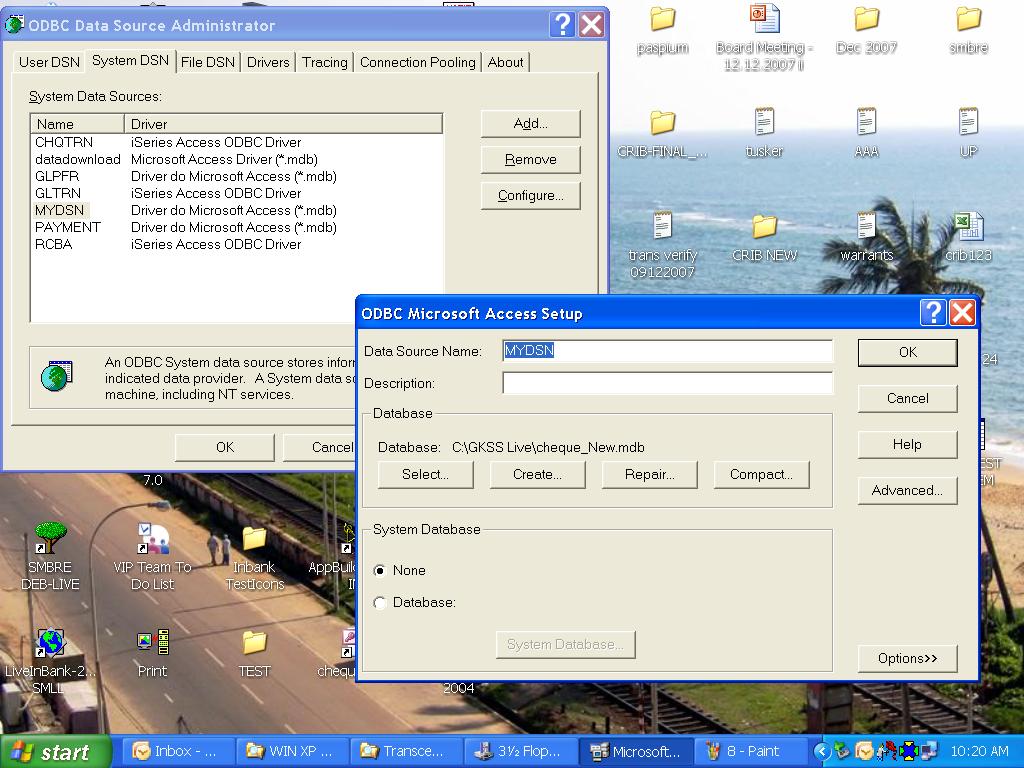 ODBC Data Source Administrator
User DSN System DSN File DSN Drivers Tracing Connection Pooling About
System Data Sources:
Name Driver
CHQTRN iSeries Access ODBC Driver
datadownload Microsoft Access Driver (*.mdb)
GLPFR Driver do Microsoft Access (*.mdb)
GLTRN iSeries Access ODBC Driver
MYDSN Driver do Microsoft Access (*.mdb)
PAYMENT Driver do Microsoft Access (*.mdb)
RCBA iSeries Access ODBC Driver
Add...
Remove
Configure...
An ODBC System data source stores infor
indicated data provider. A System data so
machine, including NT services.
OK Cancel
ODBC Microsoft Access Setup
Data Source Name: MYDSN
Description:
Database
Database: C:\GKSS Live\cheque_New.mdb
Select... Create... Repair... Compact...
System Database
None
Database:
System Database...
OK
Cancel
Help
Advanced...
Options>>
paspium
Board Meeting -
12.12.2007 ii
Dec 2007
smbre
CRIB-FINAL_...
tusker
AAA
UP
trans verify
09122007
CRIB NEW
warrants
crib123
24
EST
EM
7.0
SMBRE
DEB-LIVE
VIP Team To
Do List
Inbank
TestIcons
AppBuil
LiveInBank-2...
SMLL
Print
TEST
chequ
2004
start
Inbox - ...
WIN XP ...
Transce...
3½ Flop...
Microsoft...
8 - Paint
10:20 AM